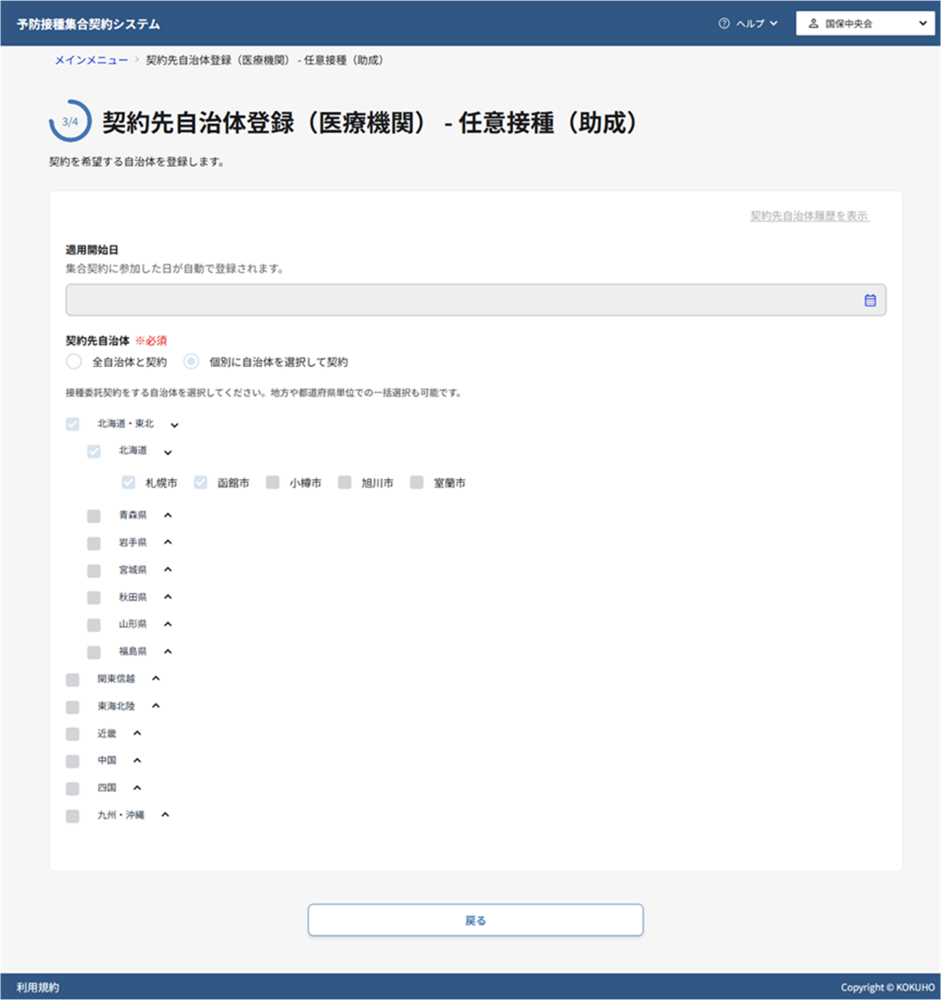 予防接種集合契約システム
ヘルプ
国保中央会
メインメニュー > 契約先自治体登録（医療機関） - 任意接種（助成）
3/4
契約先自治体登録（医療機関） - 任意接種（助成）
契約を希望する自治体を登録します。
契約先自治体履歴を表示
適用開始日
集合契約に参加した日が自動で登録されます。
契約先自治体 ※必須
全自治体と契約 個別に自治体を選択して契約
接種委託契約をする自治体を選択してください。地方や都道府県単位での一括選択も可能です。
北海道・東北
北海道
札幌市 函館市 小樽市 旭川市 室蘭市
青森県
岩手県
宮城県
秋田県
山形県
福島県
関東信越
東海北陸
近畿
中国
四国
九州・沖縄
戻る
利用規約
Copyright © KOKUHO